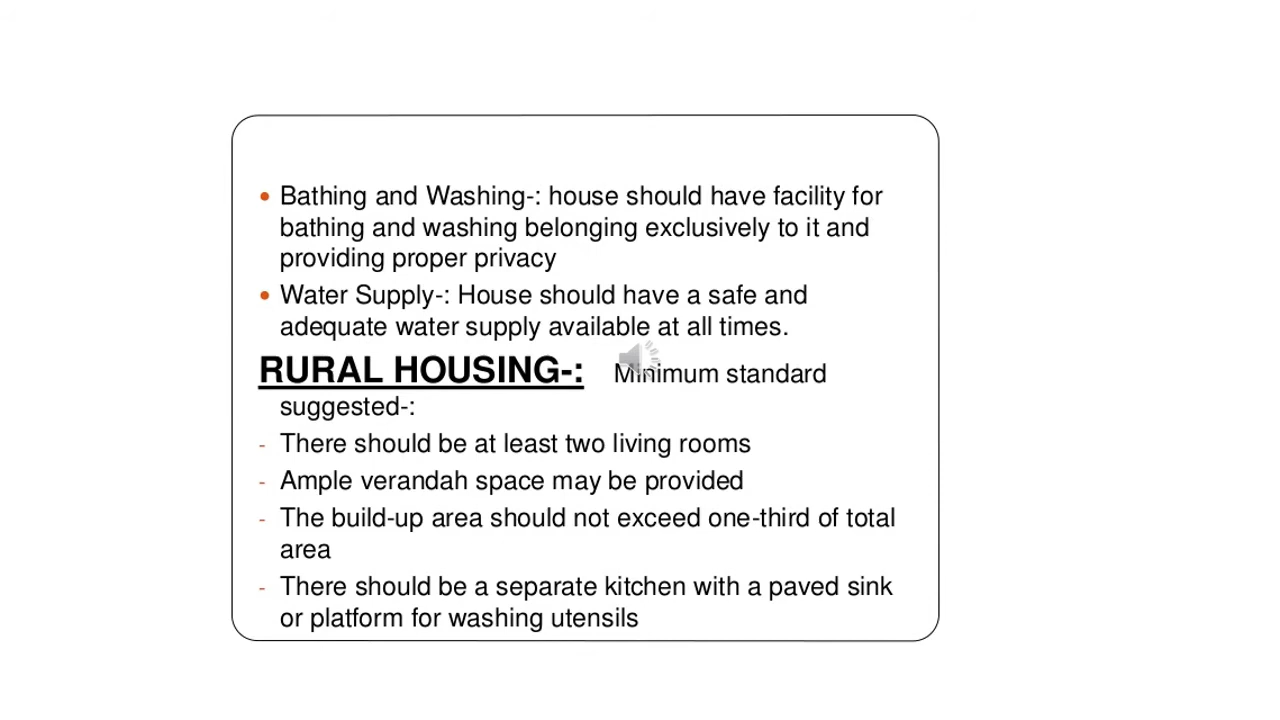 • Bathing and Washing-: house should have facility for
bathing and washing belonging exclusively to it and
providing proper privacy
• Water Supply-: House should have a safe and
adequate water supply available at all times.
RURAL HOUSING-: Minimum standard
suggested-:
- There should be at least two living rooms
- Ample verandah space may be provided
- The build-up area should not exceed one-third of total
area
- There should be a separate kitchen with a paved sink
or platform for washing utensils